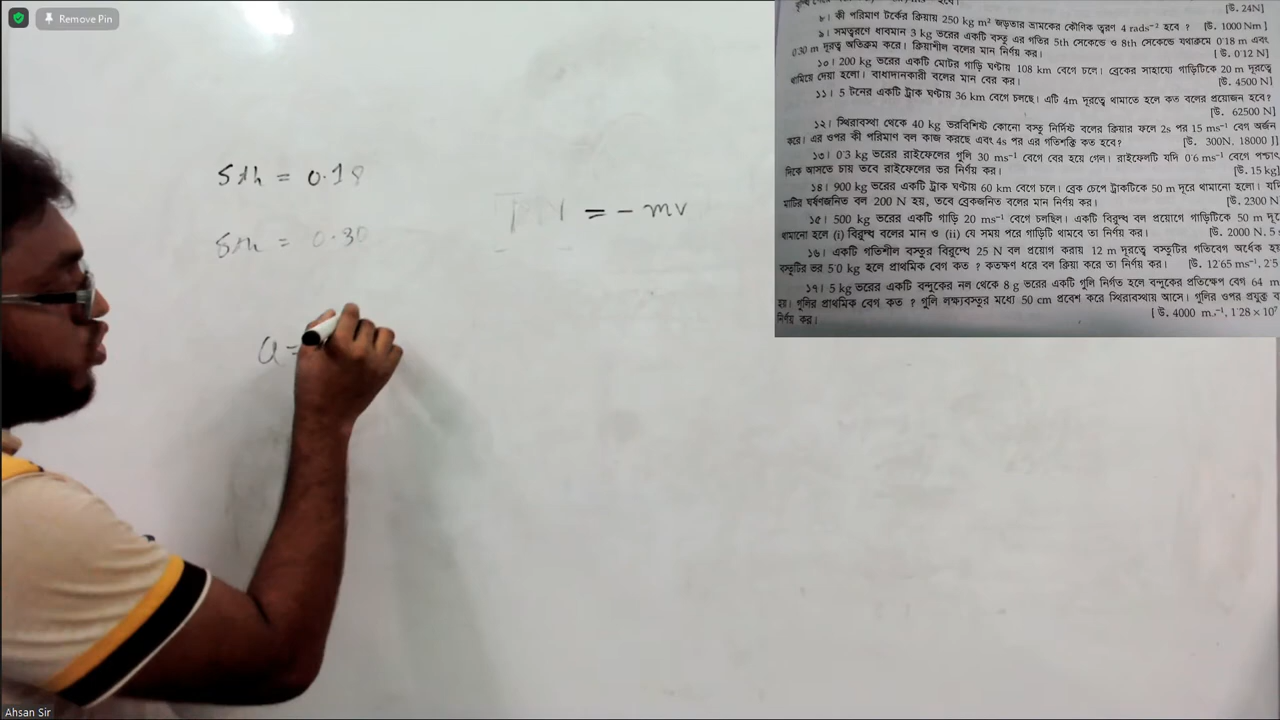 Remove Pin
5th = 0.18
8th = 0.30
a =
= - mv
[উ. 24N]
৮। কী পরিমাণ টর্কের ক্রিয়ায় 250 kg m² জড়তার ভ্রামকের কৌণিক ত্বরণ 4 rads⁻² হবে ? [উ. 1000 Nm]
৯। সমত্বরণে ধাবমান 3 kg ভরের একটি বস্তু এর গতির 5th সেকেন্ডে ও 8th সেকেন্ডে যথাক্রমে 0·18 m এবং
0·30 m দূরত্ব অতিক্রম করে। ক্রিয়াশীল বলের মান নির্ণয় কর। [উ. 0·12 N]
১০। 200 kg ভরের একটি মোটর গাড়ি ঘণ্টায় 108 km বেগে চলে। ব্রেকের সাহায্যে গাড়িটিকে 20 m দূরত্বে
থামিয়ে দেয়া হলো। বাধাদানকারী বলের মান বের কর। [উ. 4500 N]
১১। 5 টনের একটি ট্রাক ঘণ্টায় 36 km বেগে চলছে। এটি 4m দূরত্বে থামাতে হলে কত বলের প্রয়োজন হবে?
[উ. 62500 N]
১২। স্থিরাবস্থা থেকে 40 kg ভরবিশিষ্ট কোনো বস্তু নির্দিষ্ট বলের ক্রিয়ার ফলে 2s পর 15 ms⁻¹ বেগ অর্জন
করে। এর ওপর কী পরিমাণ বল কাজ করছে এবং 4s পর এর গতিশক্তি কত হবে? [উ. 300N. 18000 J]
১৩। 0·3 kg ভরের রাইফেলের গুলি 30 ms⁻¹ বেগে বের হয়ে গেল। রাইফেলটি যদি 0·6 ms⁻¹ বেগে পশ্চাৎ
দিকে আসতে চায় তবে রাইফেলের ভর নির্ণয় কর। [উ. 15 kg]
১৪। 900 kg ভরের একটি ট্রাক ঘণ্টায় 60 km বেগে চলে। ব্রেক চেপে ট্রাকটিকে 50 m দূরে থামানো হলো। যদি
মাটির ঘর্ষণজনিত বল 200 N হয়, তবে ব্রেকজনিত বলের মান নির্ণয় কর। [উ. 2300 N
১৫। 500 kg ভরের একটি গাড়ি 20 ms⁻¹ বেগে চলছিল। একটি বিরুদ্ধ বল প্রয়োগে গাড়িটিকে 50 m দূ
থামানো হলে (i) বিরুদ্ধ বলের মান ও (ii) যে সময় পরে গাড়িটি থামবে তা নির্ণয় কর। [উ. 2000 N. 5
১৬। একটি গতিশীল বস্তুর বিরুদ্ধে 25 N বল প্রয়োগ করায় 12 m দূরত্বে বস্তুটির গতিবেগ অর্ধেক হ
বস্তুটির ভর 5·0 kg হলে প্রাথমিক বেগ কত ? কতক্ষণ ধরে বল ক্রিয়া করে তা নির্ণয় কর। [উ. 12·65 ms⁻¹, 2·5
১৭। 5 kg ভরের একটি বন্দুকের নল থেকে 8 g ভরের একটি গুলি নির্গত হলে বন্দুকের প্রতিক্ষেপ বেগ 64 m
হয়। গুলির প্রাথমিক বেগ কত ? গুলি লক্ষ্যবস্তুর মধ্যে 50 cm প্রবেশ করে স্থিরাবস্থায় আসে। গুলির ওপর প্রযুক্ত
নির্ণয় কর। [উ. 4000 m.⁻¹, 1·28 × 10⁷
Ahsan Sir